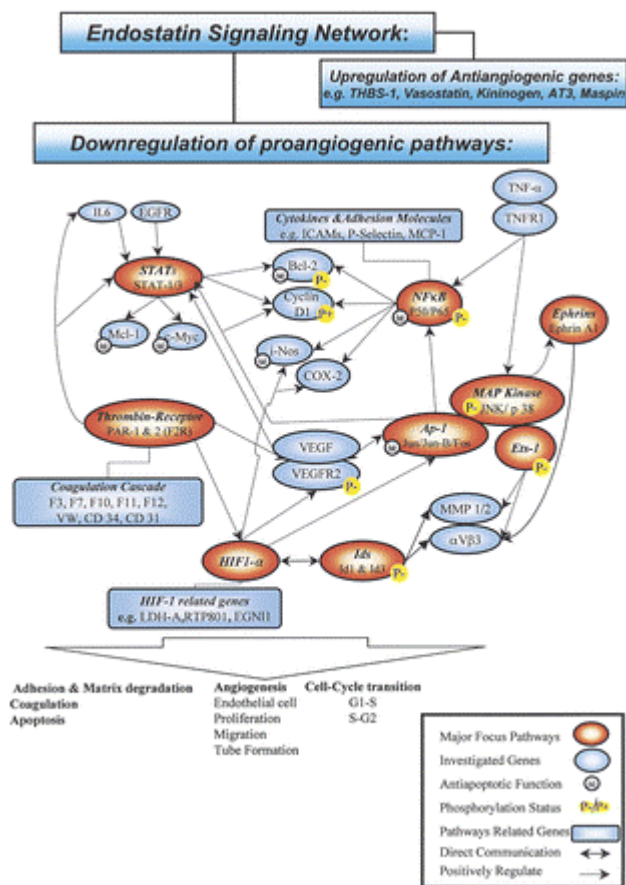 Endostatin Signaling Network:
Upregulation of Antiangiogenic genes:
e.g. THBS-1, Vasostatin, Kininogen, AT3, Maspin
Downregulation of proangiogenic pathways:
IL6
EGFR
Cytokines &Adhesion Molecules
e.g. ICAMs, P-Selectin, MCP-1
TNF-α
TNFR1
STATs
STAT-1/3
Bcl-2
P-
Cyclin
D1
P+
NFκB
P50/P65
P-
Ephrins
Ephrin A1
Mcl-1
c-Myc
i-Nos
COX-2
MAP Kinase
P-
JNK/ p 38
Thrombin-Receptor
PAR-1 & 2 (F2R)
Ap-1
Jun/Jun-B/Fos
Ets-1
P-
VEGF
VEGFR2
P-
Coagulation Cascade
F3, F7, F10, F11, F12,
VW, CD 34, CD 31
MMP 1/2
αVβ3
HIF1-α
Ids
Id1 & Id3
P-
HIF-1 related genes
e.g. LDH-A,RTP801, EGNI1
Adhesion & Matrix degradation
Coagulation
Apoptosis
Angiogenesis
Endothelial cell
Proliferation
Migration
Tube Formation
Cell-Cycle transition
G1-S
S-G2
Major Focus Pathways
Investigated Genes
Antiapoptotic Function
Phosphorylation Status
P-/P+
Pathways Related Genes
Direct Communication
Positively Regulate